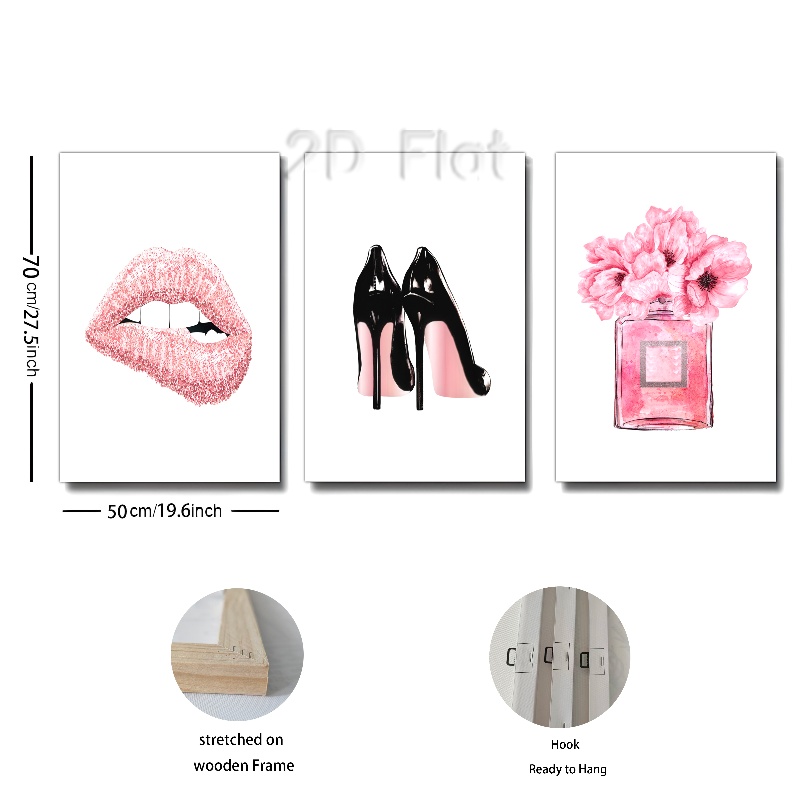 2D Flat
70 cm/27.5inch
50cm/19.6inch
stretched on
wooden Frame
Hook
Ready to Hang